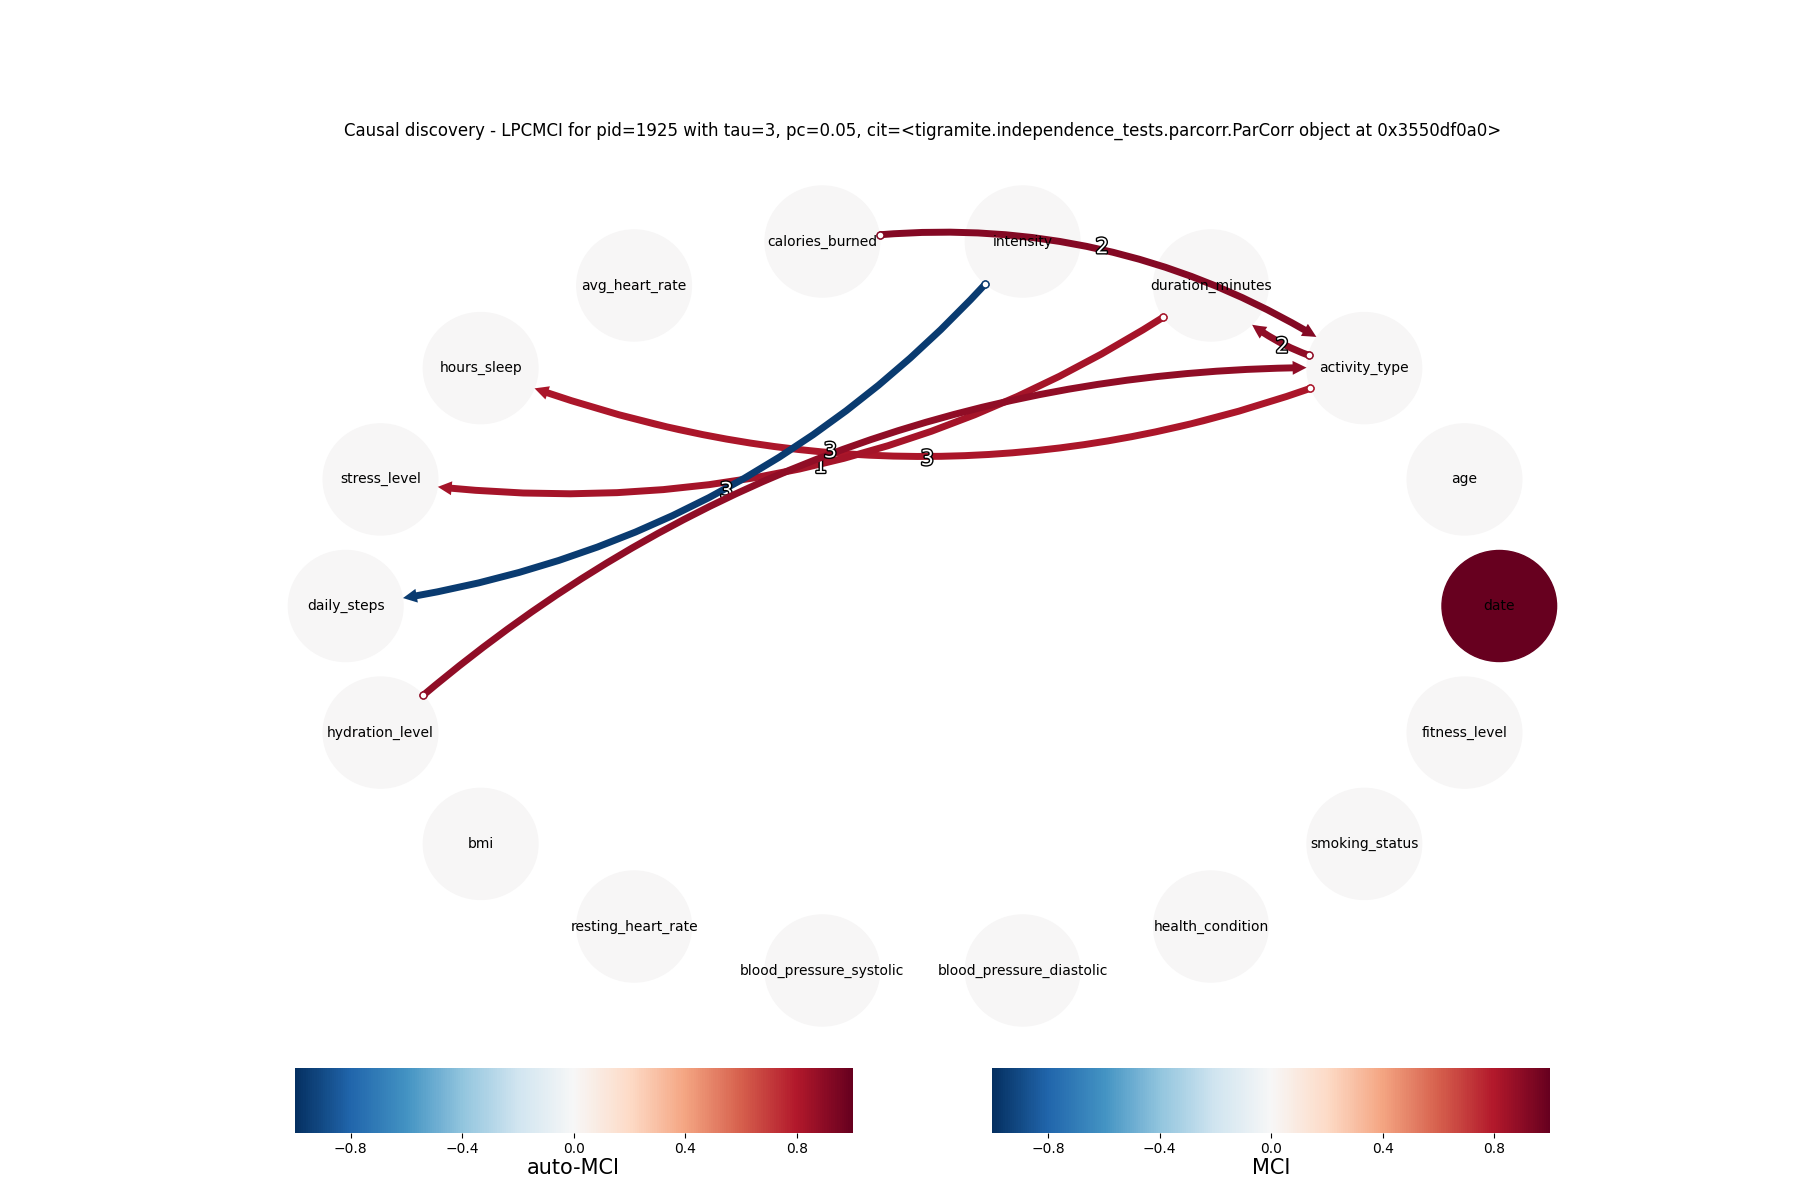 Causal discovery - LPCMCI for pid=1925 with tau=3, pc=0.05, cit=<tigramite.independence_tests.parcorr.ParCorr object at 0x3550df0a0>
calories_burned
intensity
2
avg_heart_rate
duration_minutes
2
hours_sleep
activity_type
3
3
1
stress_level
age
3
daily_steps
date
hydration_level
fitness_level
bmi
smoking_status
resting_heart_rate
health_condition
blood_pressure_systolic
blood_pressure_diastolic
−0.8 −0.4 0.0 0.4 0.8
auto-MCI
−0.8 −0.4 0.0 0.4 0.8
MCI